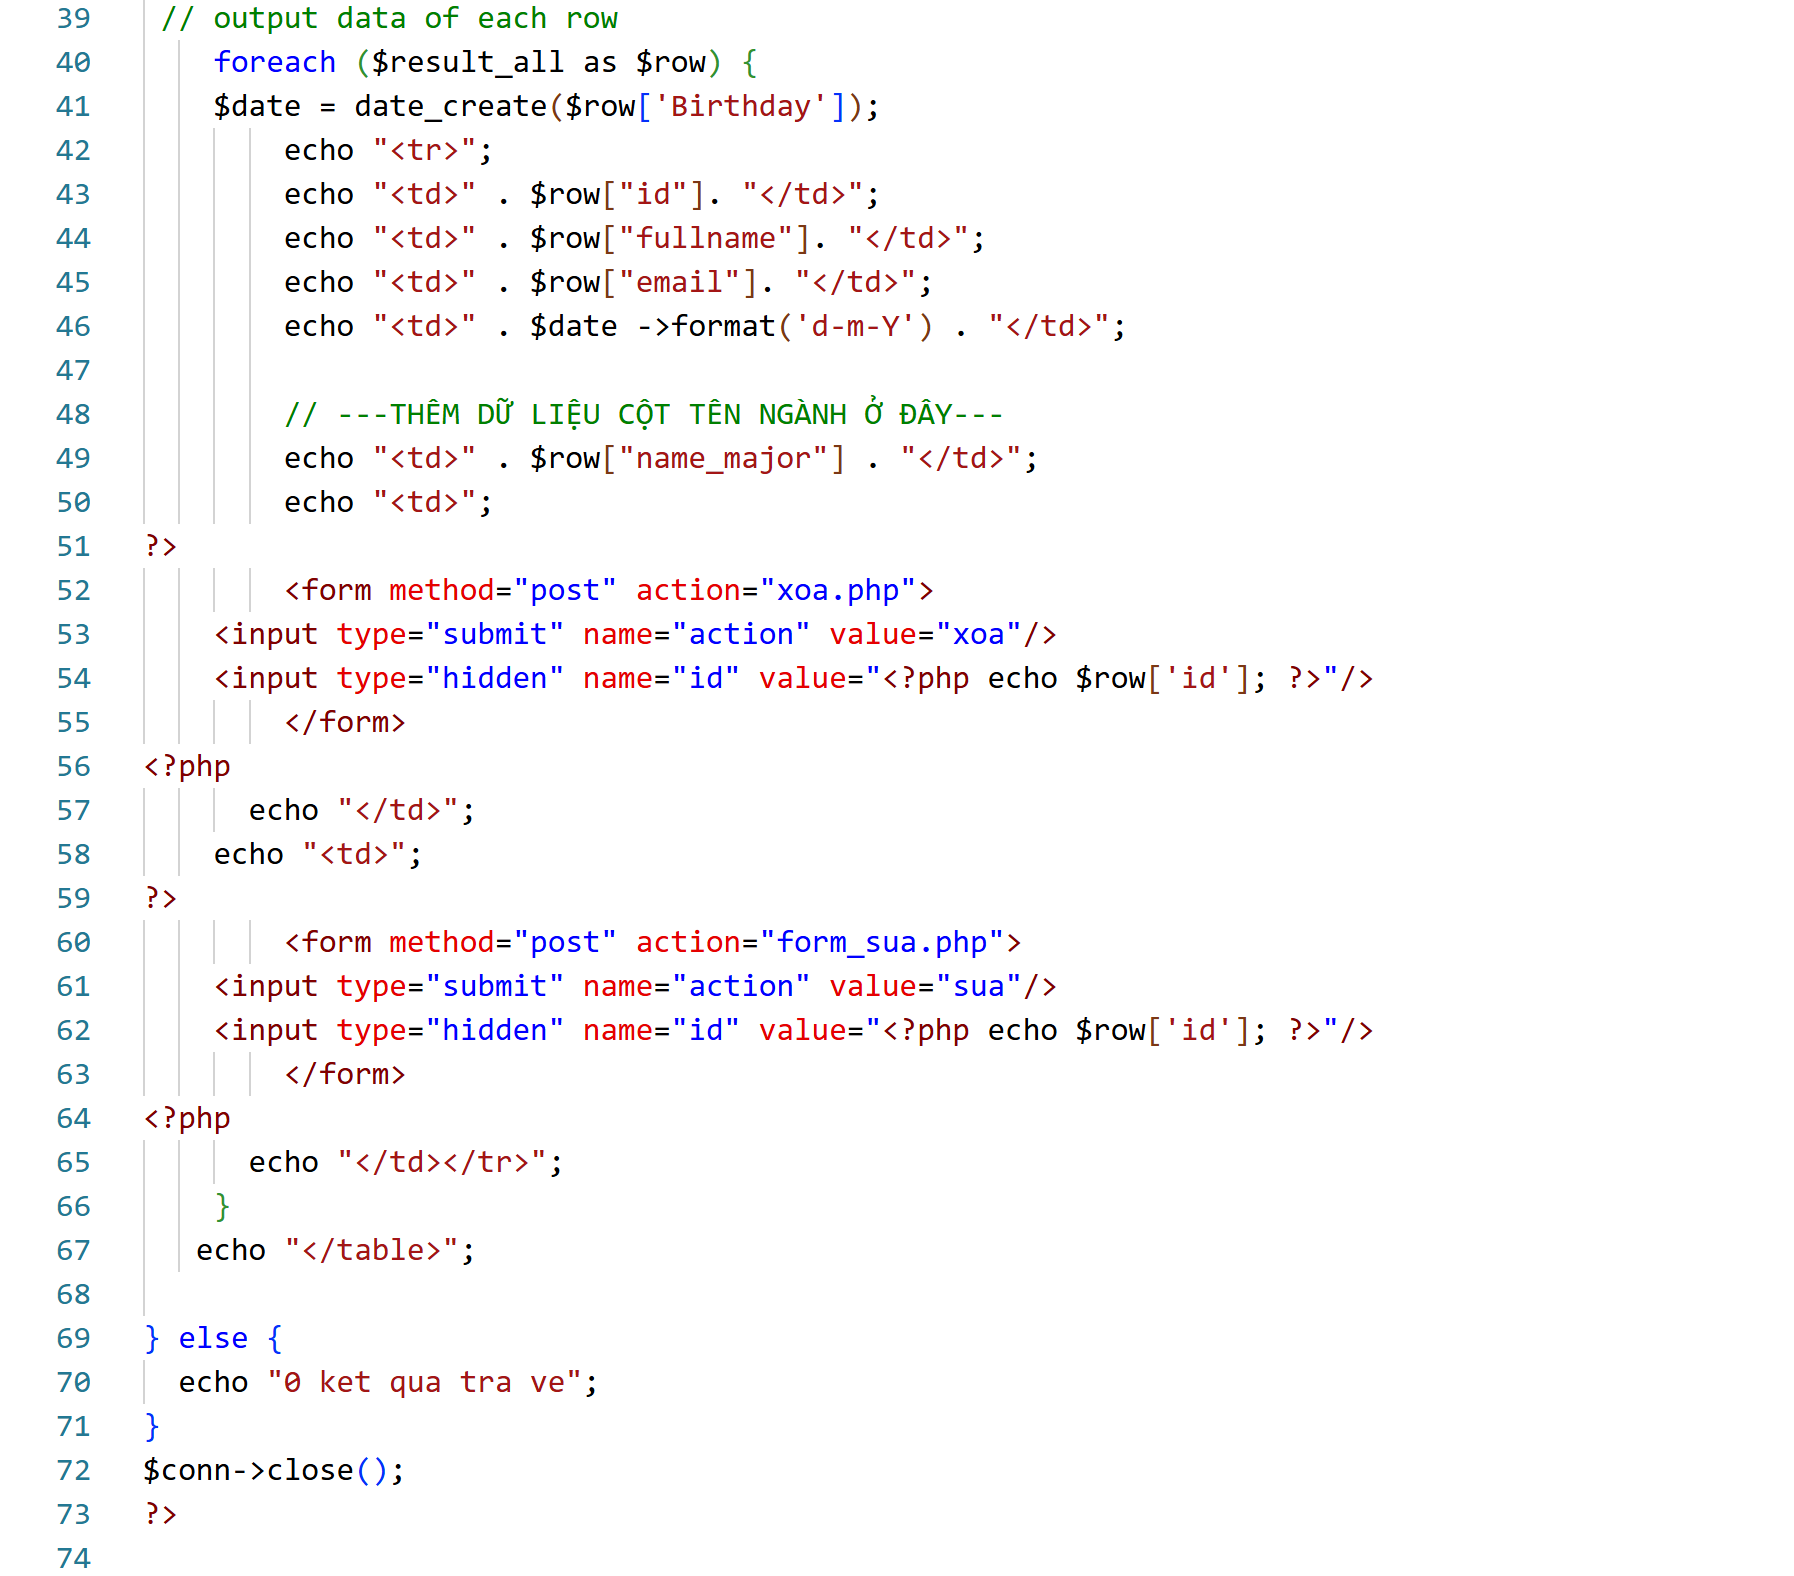 39 // output data of each row
40 foreach ($result_all as $row) {
41 $date = date_create($row['Birthday']);
42 echo "<tr>";
43 echo "<td>" . $row["id"]. "</td>";
44 echo "<td>" . $row["fullname"]. "</td>";
45 echo "<td>" . $row["email"]. "</td>";
46 echo "<td>" . $date ->format('d-m-Y') . "</td>";
47
48 // ---THÊM DỮ LIỆU CỘT TÊN NGÀNH Ở ĐÂY---
49 echo "<td>" . $row["name_major"] . "</td>";
50 echo "<td>";
51 ?>
52 <form method="post" action="xoa.php">
53 <input type="submit" name="action" value="xoa"/>
54 <input type="hidden" name="id" value="<?php echo $row['id']; ?>"/>
55 </form>
56 <?php
57 echo "</td>";
58 echo "<td>";
59 ?>
60 <form method="post" action="form_sua.php">
61 <input type="submit" name="action" value="sua"/>
62 <input type="hidden" name="id" value="<?php echo $row['id']; ?>"/>
63 </form>
64 <?php
65 echo "</td></tr>";
66 }
67 echo "</table>";
68
69 } else {
70 echo "0 ket qua tra ve";
71 }
72 $conn->close();
73 ?>
74